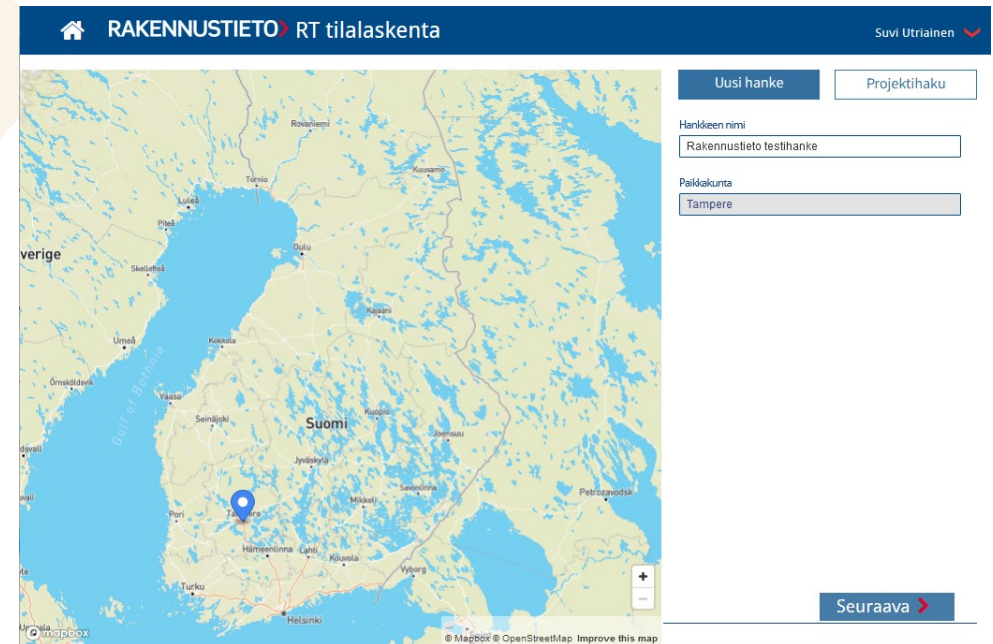 RAKENNUSTIETO> RT tilalaskenta
Suvi Utriainen
Uusi hanke
Projektihaku
Hankkeen nimi
Rakennustieto testihanke
Paikkakunta
Tampere
Rovaniemi
Kuusamo
Tornio
Luleå
Piteå
verige
Oulu
Skellefteå
Kajaani
Umeå
Kokkola
Örnsköldsvik
Gulf of Bothnia
Vaasa
Seinäjoki
Suomi
Kuopio
Joensuu
dsvall
Jyväskylä
Savonlinna
Mikkeli
Petrozavodsk
Pori
Hämeenlinna
Lahti
Kouvola
Vyborg
Turku
Helsinki
+
−
Seuraava >
mapbox
© Mapbox © OpenStreetMap Improve this map